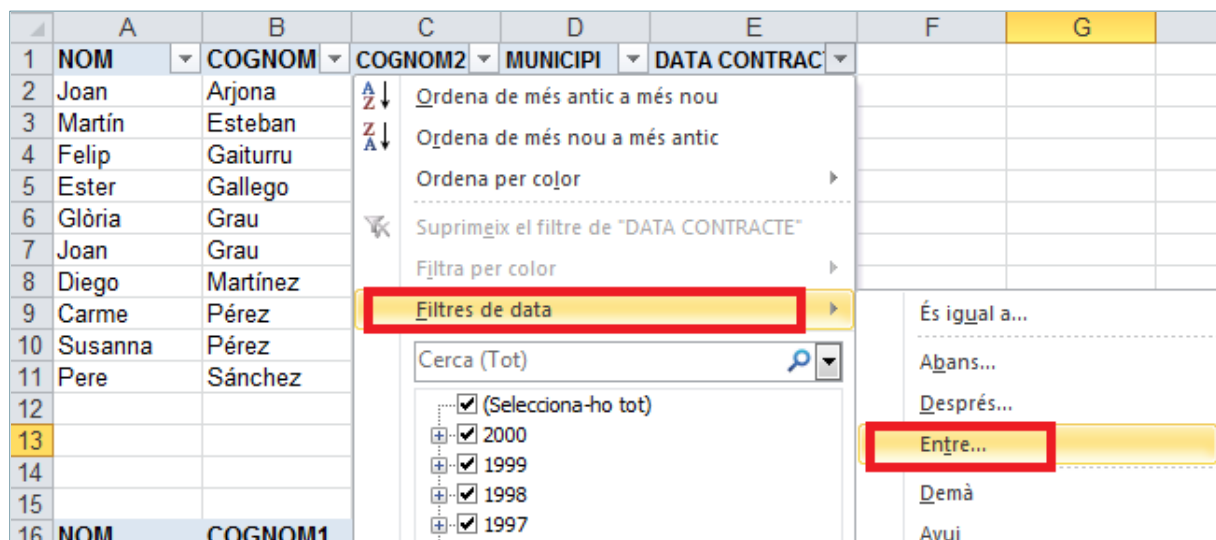 A B C D E F G
1 NOM COGNOM COGNOM2 MUNICIPI DATA CONTRAC
2 Joan Arjona Ordena de més antic a més nou
3 Martín Esteban Ordena de més nou a més antic
4 Felip Gaiturru
5 Ester Gallego Ordena per color
6 Glòria Grau Suprimeix el filtre de "DATA CONTRACTE"
7 Joan Grau
8 Diego Martínez Filtra per color
9 Carme Pérez Filtres de data És igual a...
10 Susanna Pérez Cerca (Tot) Abans...
11 Pere Sánchez
12 (Selecciona-ho tot) Després...
13 2000 Entre...
14 1999
15 1998 Demà
16 NOM COGNOM1 1997 Avui